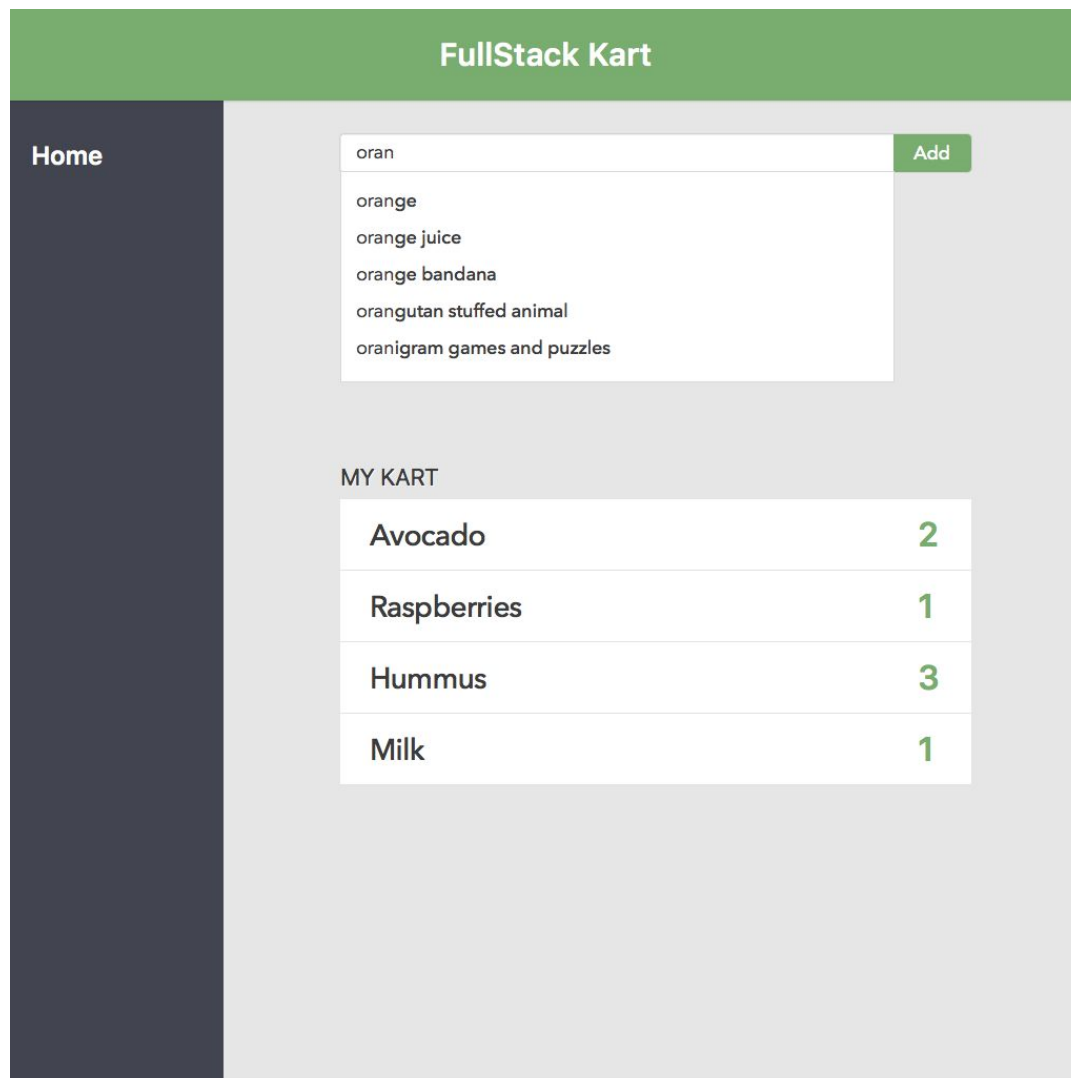 FullStack Kart
Home
oran
Add
orange
orange juice
orange bandana
orangutan stuffed animal
oranigram games and puzzles
MY KART
Avocado 2
Raspberries 1
Hummus 3
Milk 1